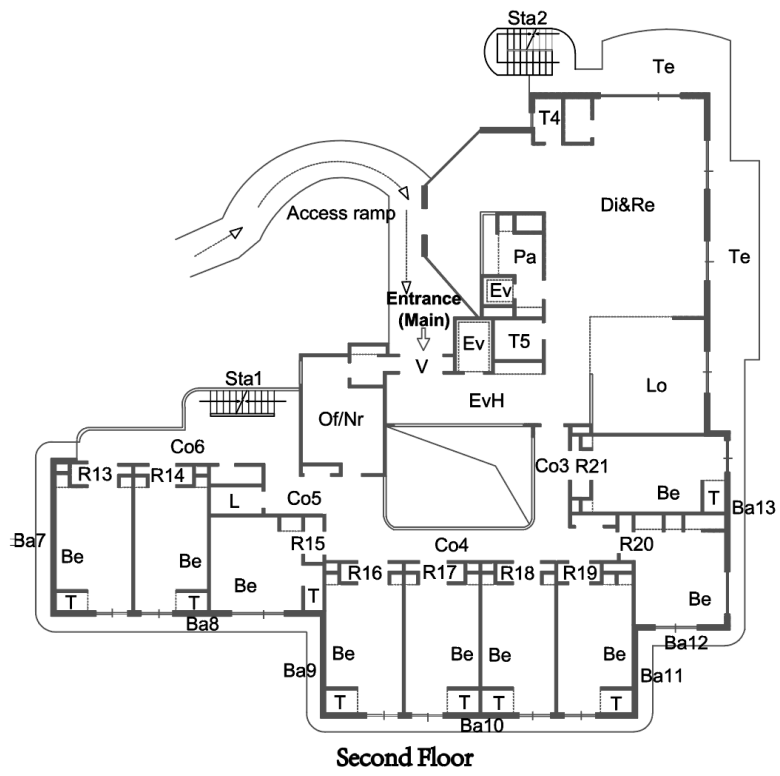 Sta2
Te
T4
Access ramp
Di&Re
Pa
Te
Ev
Entrance
(Main)
Ev
T5
V
Sta1
EvH
Lo
Of/Nr
Co6
Co3
R21
R13
R14
Co5
Be
T
Ba13
L
Ba7
Be
Be
R15
Co4
R20
R16
R17
R18
R19
Be
Be
T
T
T
Ba8
Ba12
Be
Be
Be
Be
Ba9
Ba11
T
T
T
T
Ba10
Second Floor